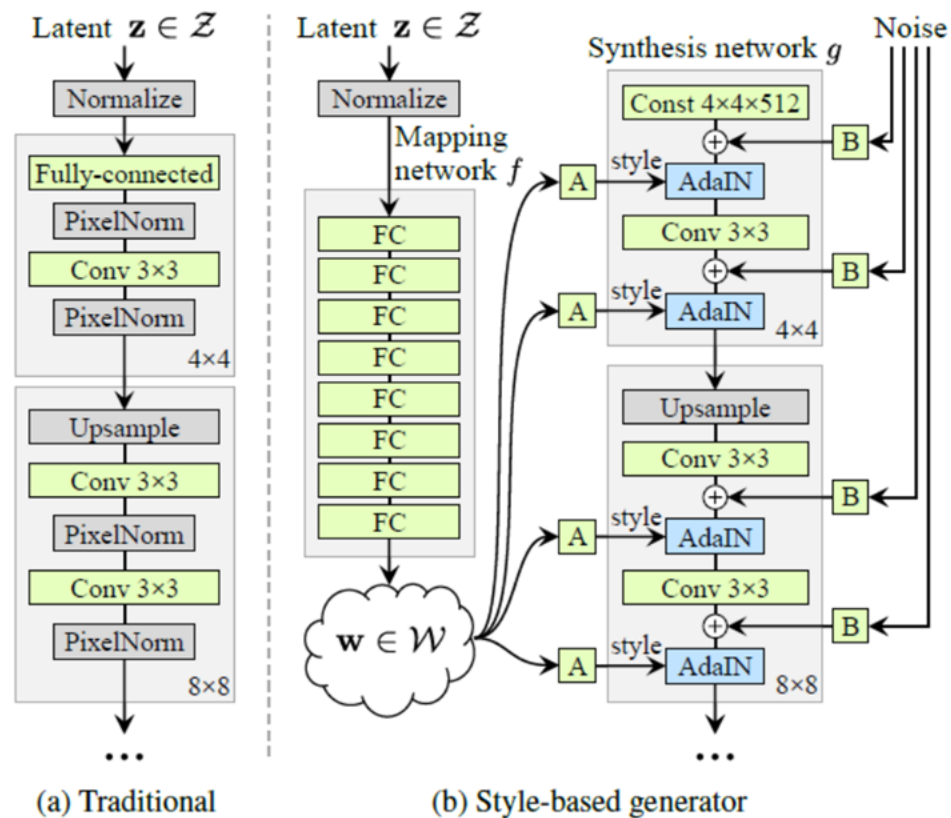 Latent z ∈ Z
Normalize
Fully-connected
PixelNorm
Conv 3×3
PixelNorm
4×4
Upsample
Conv 3×3
PixelNorm
Conv 3×3
PixelNorm
8×8
...
(a) Traditional
Latent z ∈ Z
Normalize
Mapping
network f
FC
FC
FC
FC
FC
FC
FC
FC
w ∈ W
A
style
A
style
A
style
A
style
Synthesis network g
Const 4×4×512
+
AdaIN
Conv 3×3
+
AdaIN
4×4
Upsample
Conv 3×3
+
AdaIN
Conv 3×3
+
AdaIN
8×8
...
Noise
B
B
B
B
(b) Style-based generator